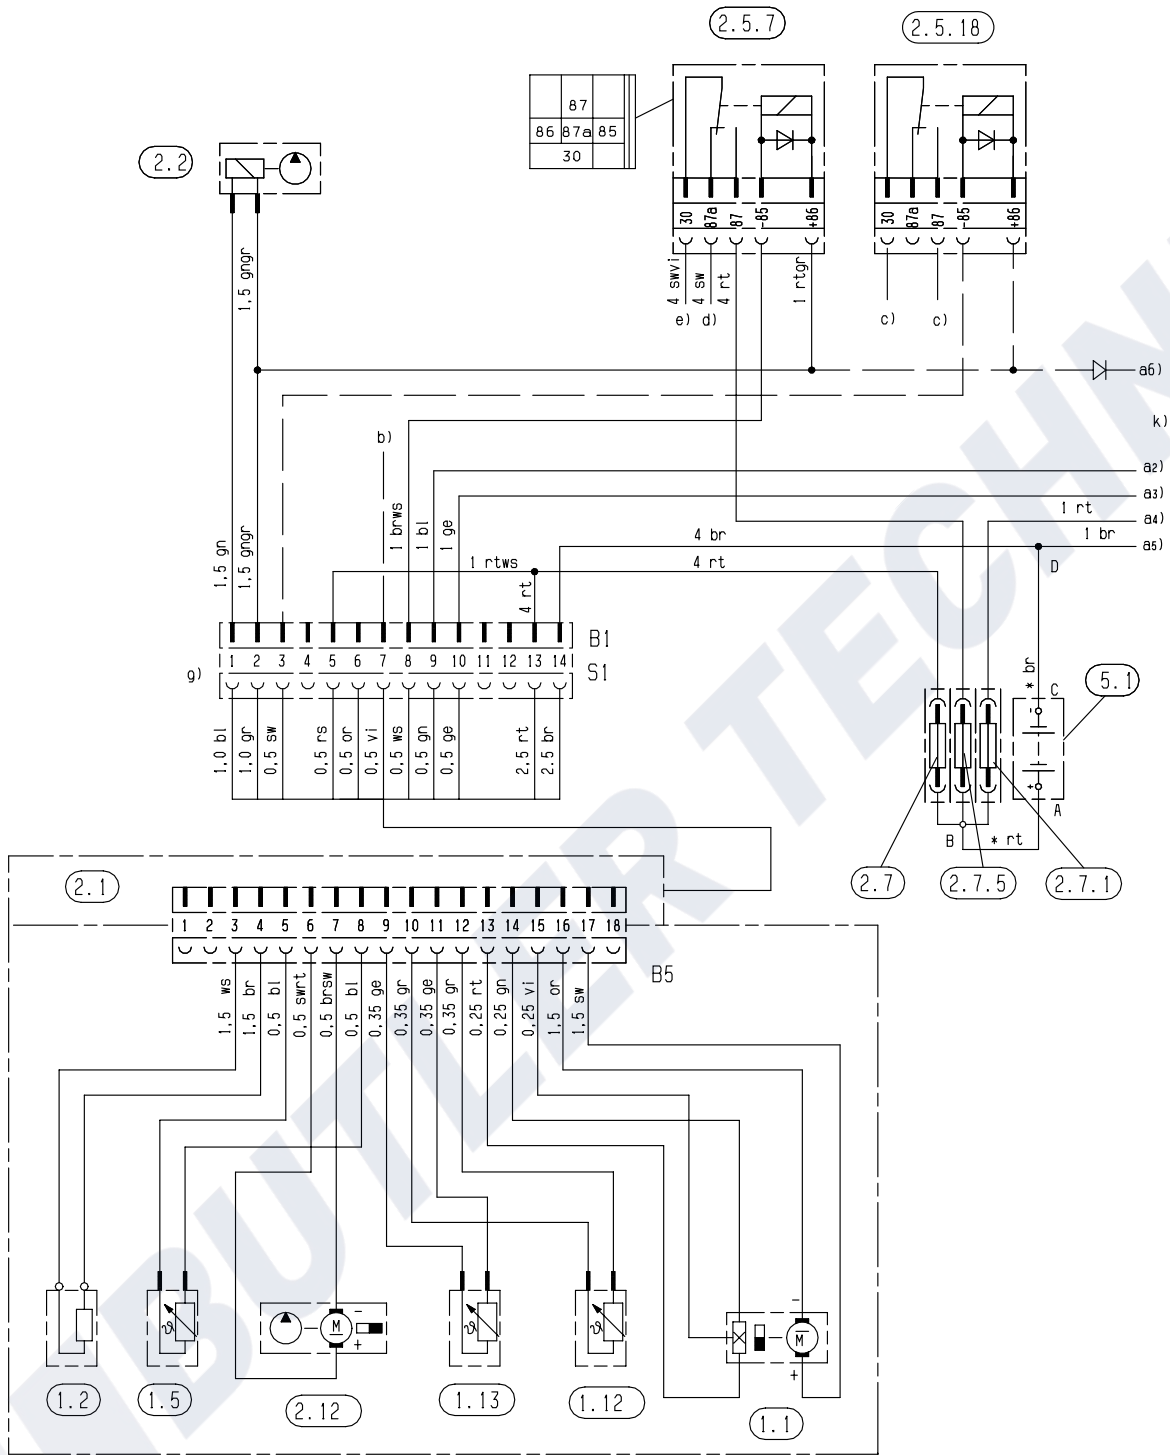 2.5.7
2.5.18
87
86 87a 85
30
2.2
30 87a 87 -85 +86
30 87a 87 -85 +86
1,5 gngr
4 swvi
4 sw
4 rt
1 rtgr
e) d)
c) c)
a6)
k)
b)
a2)
a3)
1 rt
a4)
1 brws
1 bl
1 ge
4 br
1 br
a5)
1,5 gn
1,5 gngr
1 rtws
4 rt
4 rt
D
B1
1 2 3 4 5 6 7 8 9 10 11 12 13 14
g)
S1
* br
C
5.1
-
1,0 bl
1,0 gr
0,5 sw
0,5 rs
0,5 or
0,5 vi
0,5 ws
0,5 gn
0,5 ge
2,5 rt
2.5 br
+
A
B
* rt
2.1
2.7
2.7.5
2.7.1
1 2 3 4 5 6 7 8 9 10 11 12 13 14 15 16 17 18
B5
1,5 ws
1,5 br
0,5 bl
0,5 swrt
0,5 brsw
0,5 bl
0,35 ge
0,35 gr
0,35 ge
0,35 gr
0,25 rt
0,25 gn
0,25 vi
1,5 or
1,5 sw
ϑ
M
-
+
ϑ
ϑ
-
M
+
1.2
1.5
2.12
1.13
1.12
1.1
BUTLER TECHN